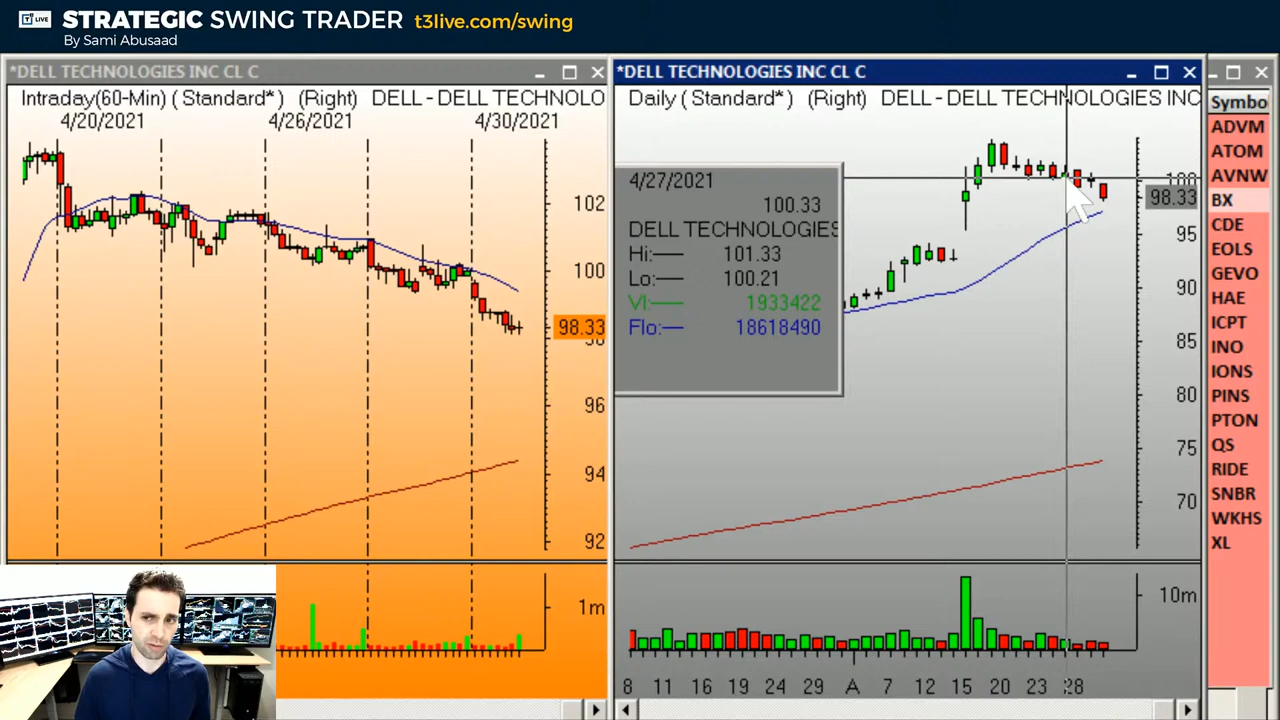 T3 LIVE STRATEGIC SWING TRADER t3live.com/swing
By Sami Abusaad
*DELL TECHNOLOGIES INC CL C
Intraday(60-Min) ( Standard* ) (Right) DELL - DELL TECHNOLO
4/20/2021 4/26/2021 4/30/2021
102
100
98.33
98
96
94
92
1m
*DELL TECHNOLOGIES INC CL C
Daily ( Standard* ) (Right) DELL - DELL TECHNOLOGIES INC
4/27/2021
100.33
DELL TECHNOLOGIES
Hi:— 101.33
Lo:— 100.21
Vl:— 1933422
Flo:— 18618490
100
98.33
95
90
85
80
75
70
10m
8 11 16 19 24 29 A 7 12 15 20 23 28
Symbo
ADVM
ATOM
AVNW
BX
CDE
EOLS
GEVO
HAE
ICPT
INO
IONS
PINS
PTON
QS
RIDE
SNBR
WKHS
XL